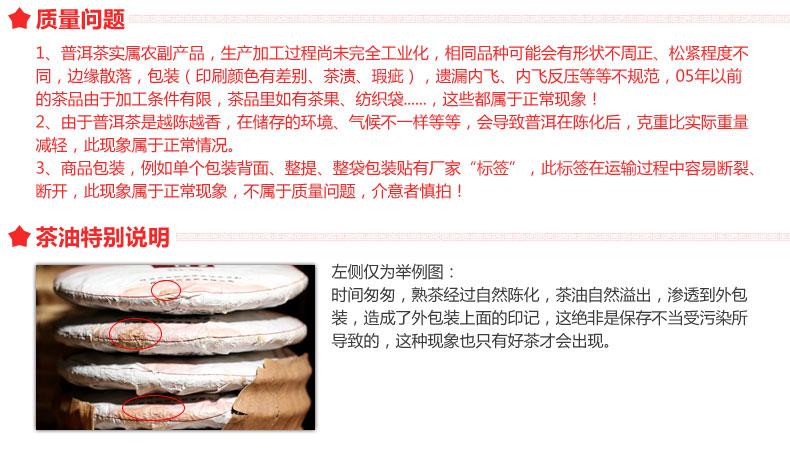 质量问题
1、普洱茶实属农副产品，生产加工过程尚未完全工业化，相同品种可能会有形状不周正、松紧程度不
同，边缘散落，包装（印刷颜色有差别、茶渍、瑕疵），遗漏内飞、内飞反压等等不规范，05年以前
的茶品由于加工条件有限，茶品里如有茶果、纺织袋......，这些都属于正常现象！
2、由于普洱茶是越陈越香，在储存的环境、气候不一样等等，会导致普洱在陈化后，克重比实际重量
减轻，此现象属于正常情况。
3、商品包装，例如单个包装背面、整提、整袋包装贴有厂家“标签”，此标签在运输过程中容易断裂、
断开，此现象属于正常现象，不属于质量问题，介意者慎拍！
茶油特别说明
左侧仅为举例图：
时间匆匆，熟茶经过自然陈化，茶油自然溢出，渗透到外包
装，造成了外包装上面的印记，这绝非是保存不当受污染所
导致的，这种现象也只有好茶才会出现。